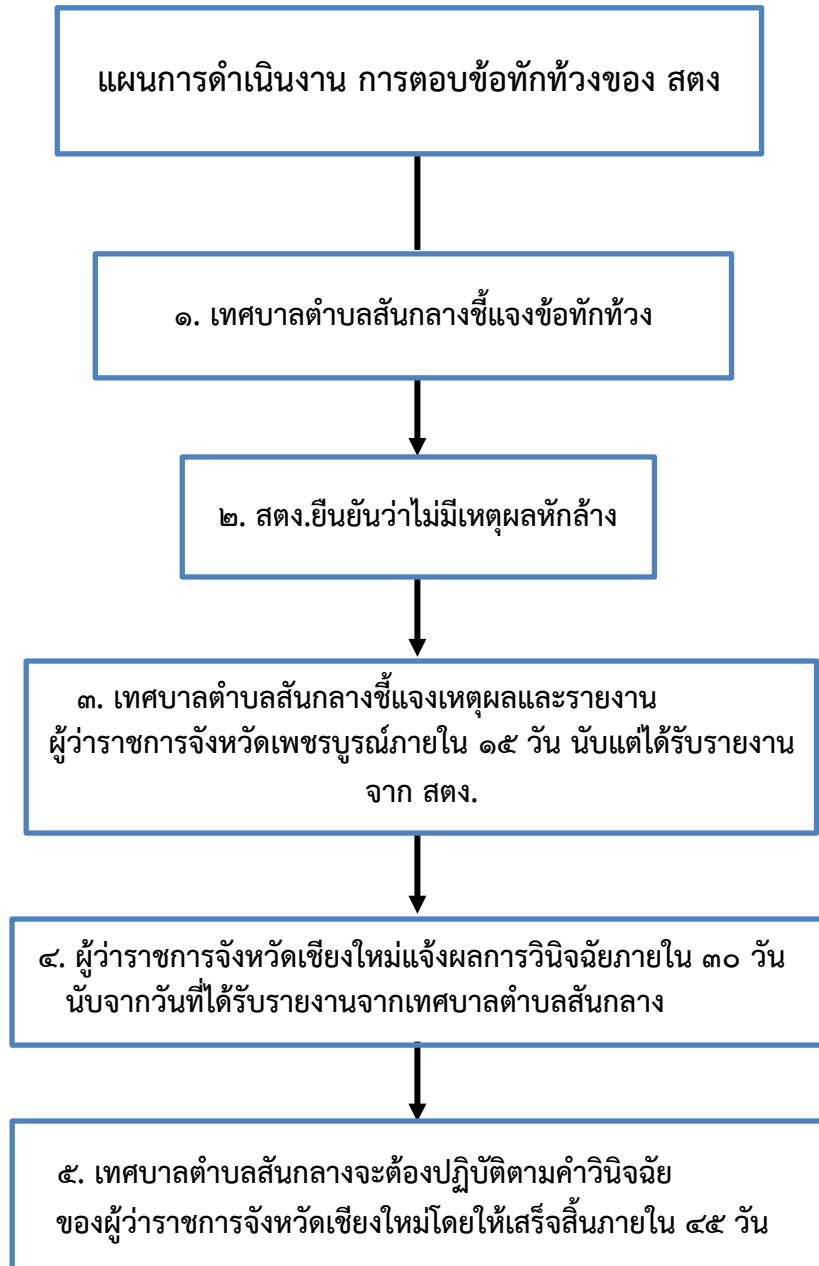 แผนการดำเนินงาน การตอบข้อทักท้วงของ สตง
๑. เทศบาลตำบลสันกลางชี้แจงข้อทักท้วง
๒. สตง.ยืนยันว่าไม่มีเหตุผลหักล้าง
๓. เทศบาลตำบลสันกลางชี้แจงเหตุผลและรายงาน
ผู้ว่าราชการจังหวัดเพชรบูรณ์ภายใน ๑๕ วัน นับแต่ได้รับรายงาน
จาก สตง.
๔. ผู้ว่าราชการจังหวัดเชียงใหม่แจ้งผลการวินิจฉัยภายใน ๓๐ วัน
นับจากวันที่ได้รับรายงานจากเทศบาลตำบลสันกลาง
๕. เทศบาลตำบลสันกลางจะต้องปฏิบัติตามคำวินิจฉัย
ของผู้ว่าราชการจังหวัดเชียงใหม่โดยให้เสร็จสิ้นภายใน ๔๕ วัน